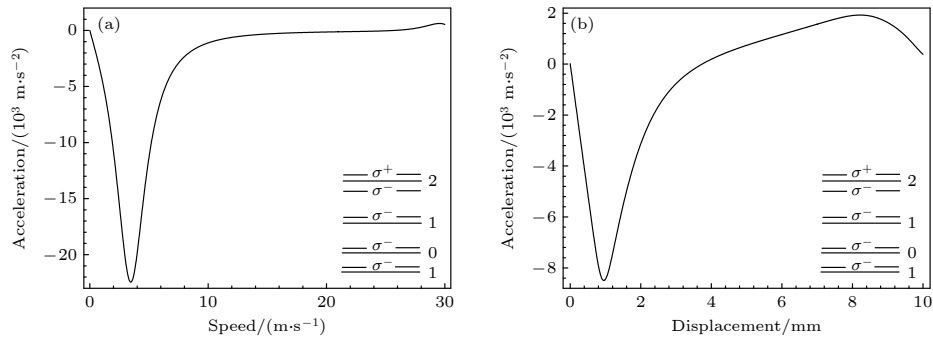 (a)
0
−5
−10
−15
−20
Acceleration/(10³ m·s⁻²)
σ⁺
2
σ⁻
σ⁻
1
σ⁻
0
σ⁻
1
0 10 20 30
Speed/(m·s⁻¹)
(b)
2
0
−2
−4
−6
−8
Acceleration/(10³ m·s⁻²)
σ⁺
2
σ⁻
σ⁻
1
σ⁻
0
σ⁻
1
0 2 4 6 8 10
Displacement/mm